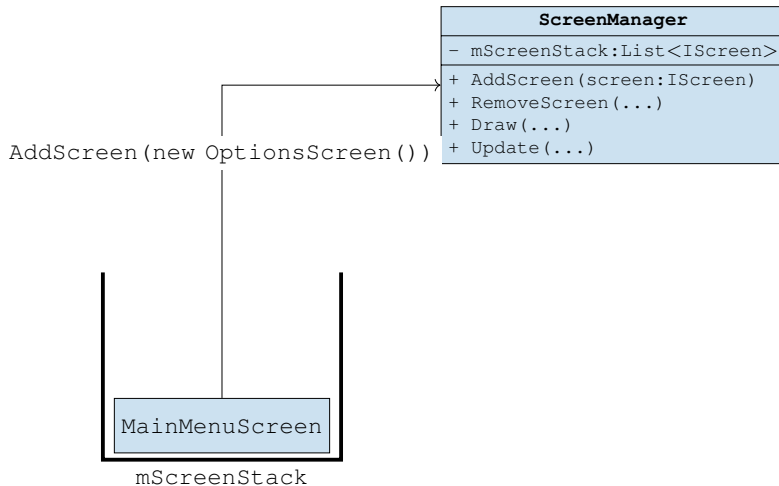 ScreenManager
- mScreenStack:List<IScreen>
+ AddScreen(screen:IScreen)
+ RemoveScreen(...)
+ Draw(...)
+ Update(...)
AddScreen(new OptionsScreen())
MainMenuScreen
mScreenStack